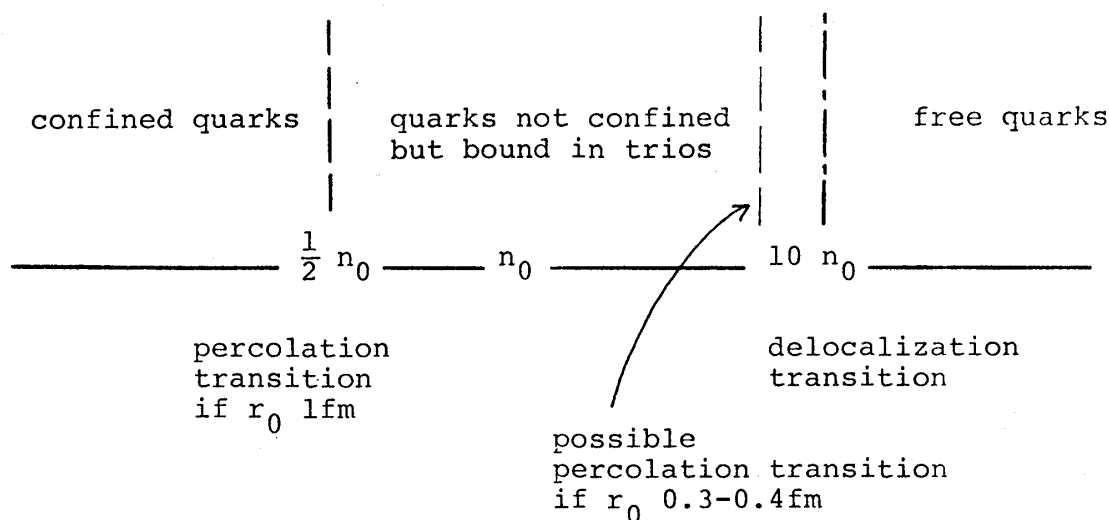 confined quarks
quarks not confined
but bound in trios
free quarks
1/2 n₀
n₀
10 n₀
percolation
transition
if r₀ 1fm
delocalization
transition
possible
percolation transition
if r₀ 0.3-0.4fm